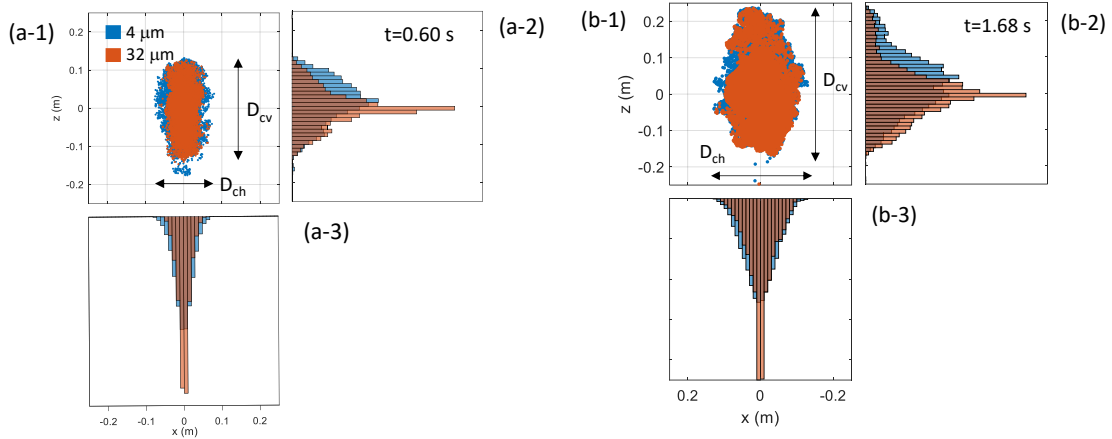 (a-1)
4 μm
32 μm
0.2
0.1
0
-0.1
-0.2
z (m)
D_cv
D_ch
(a-2)
t=0.60 s
(a-3)
-0.2
-0.1
0
0.1
0.2
x (m)
(b-1)
0.2
0.1
0
-0.1
-0.2
z (m)
D_cv
D_ch
(b-2)
t=1.68 s
(b-3)
0.2
0
-0.2
x (m)